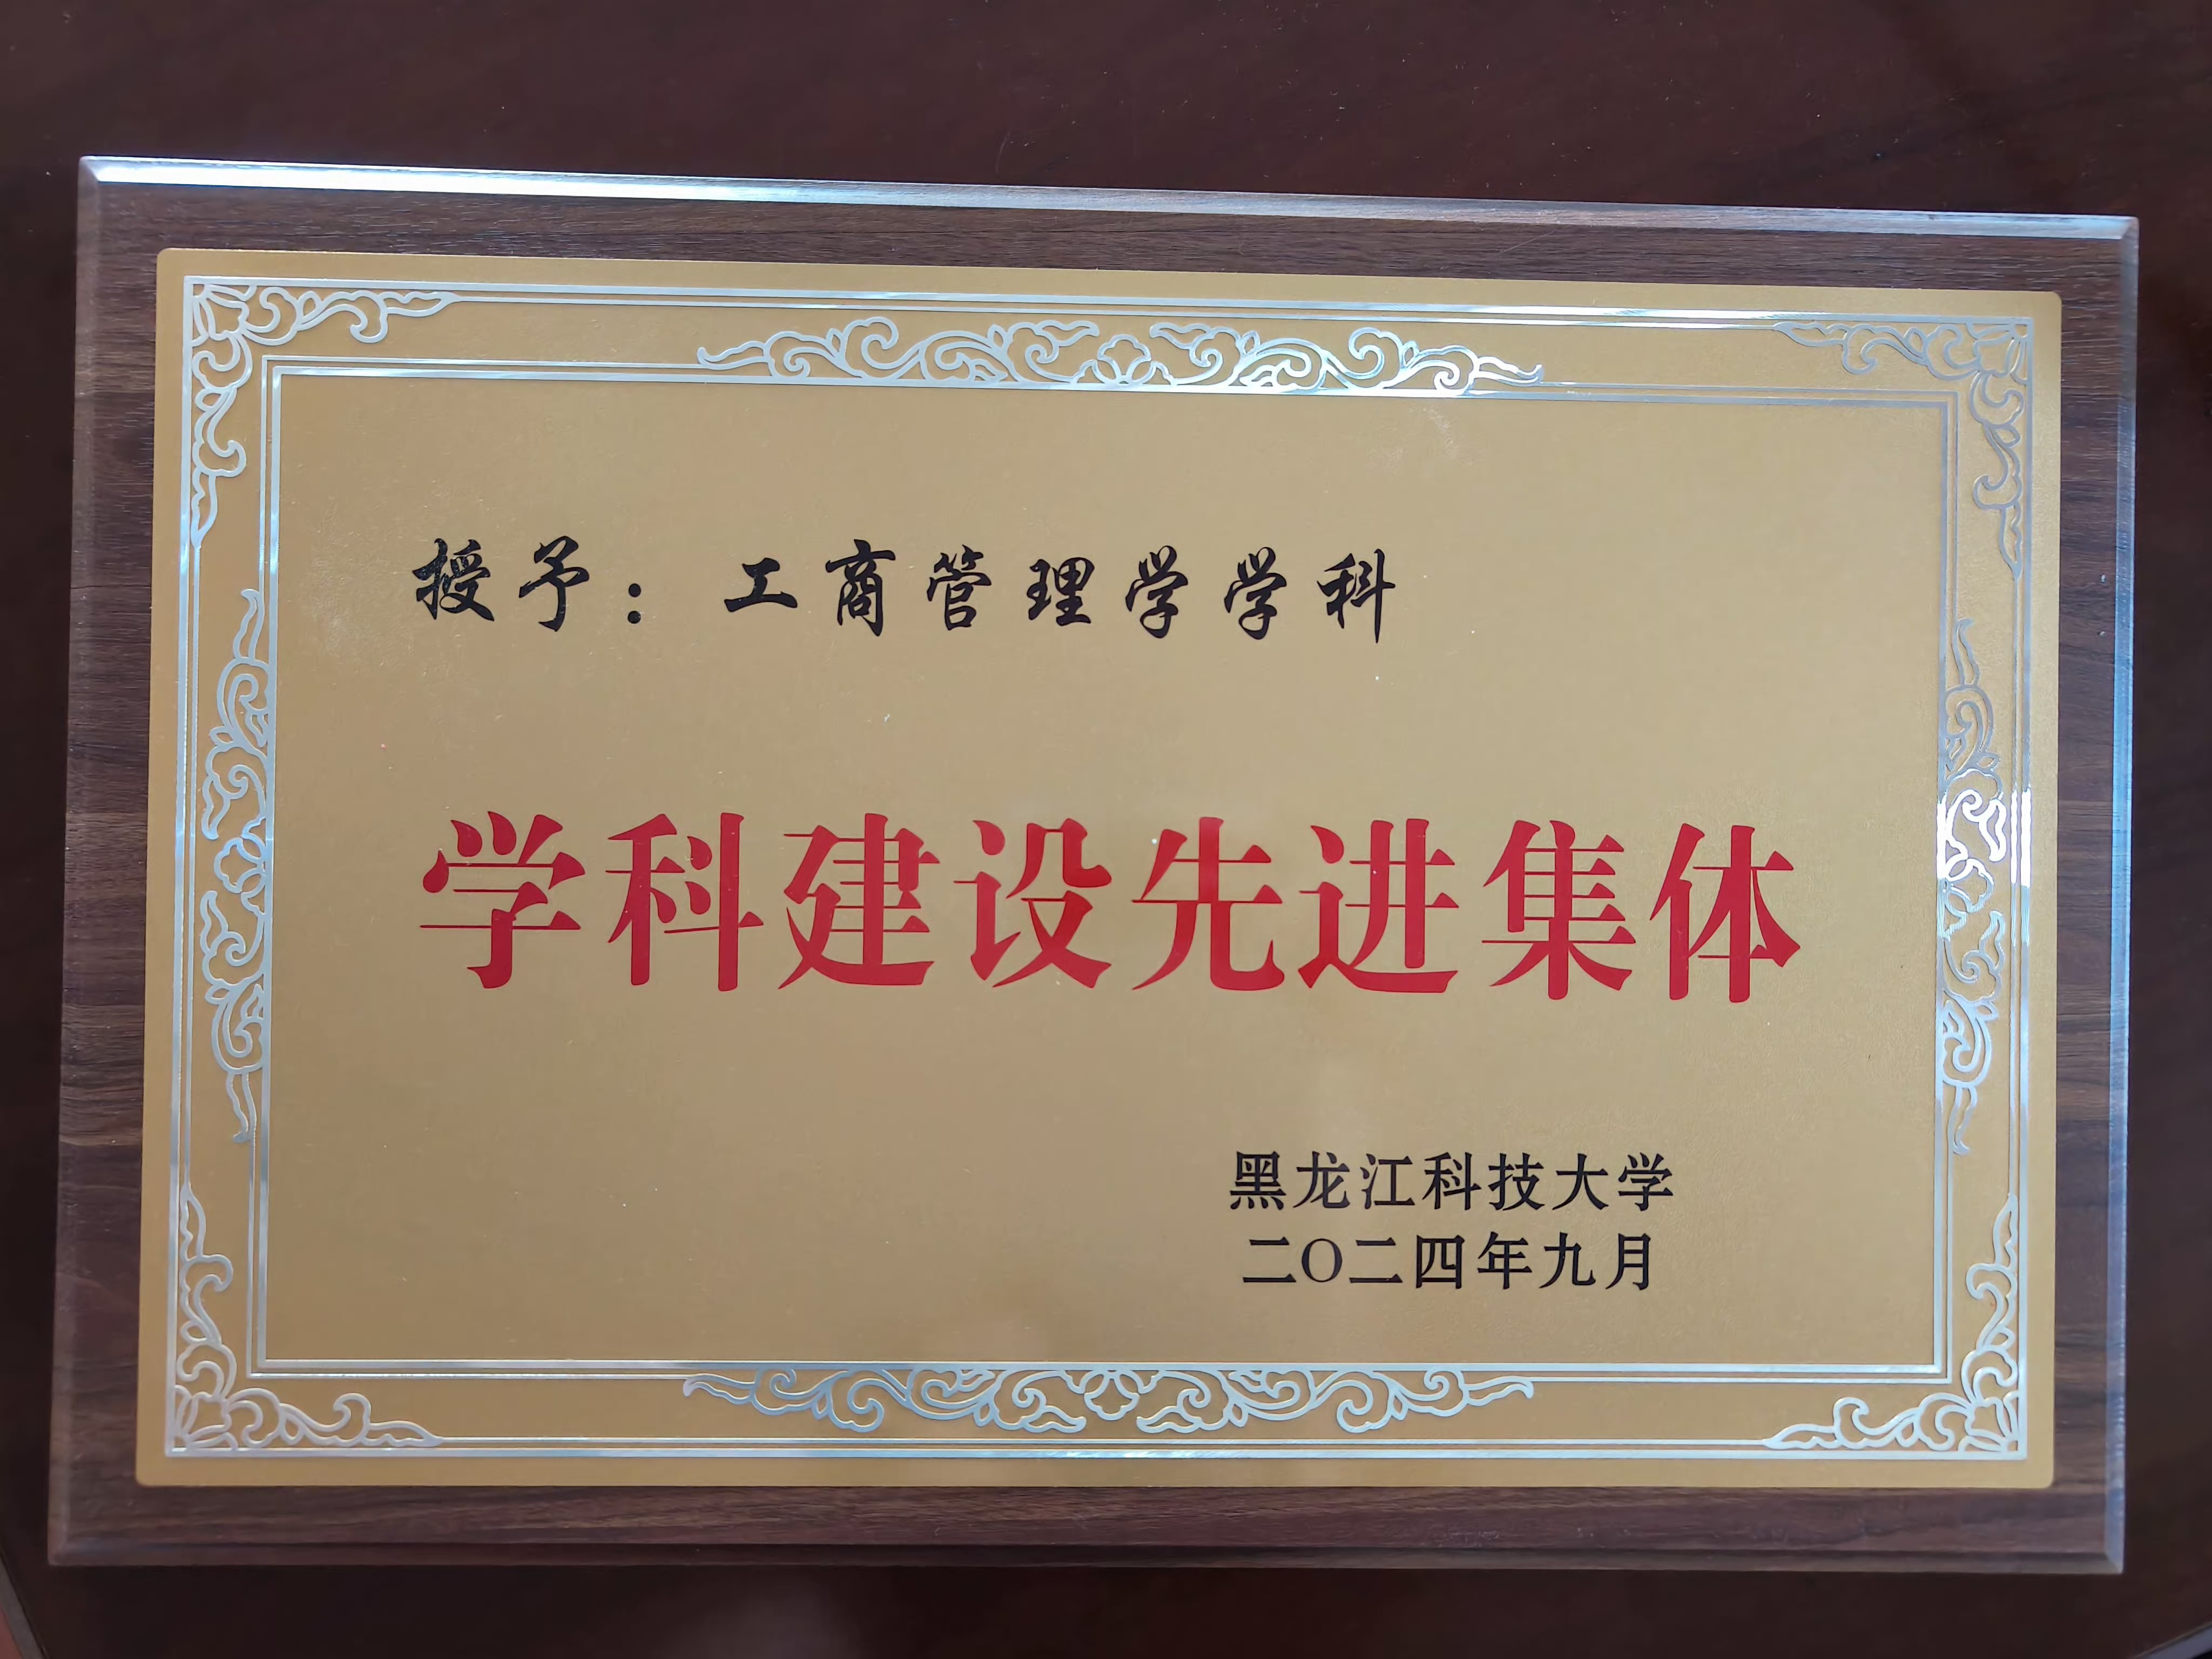 授予：工商管理学学科
学科建设先进集体
黑龙江科技大学
二〇二四年九月